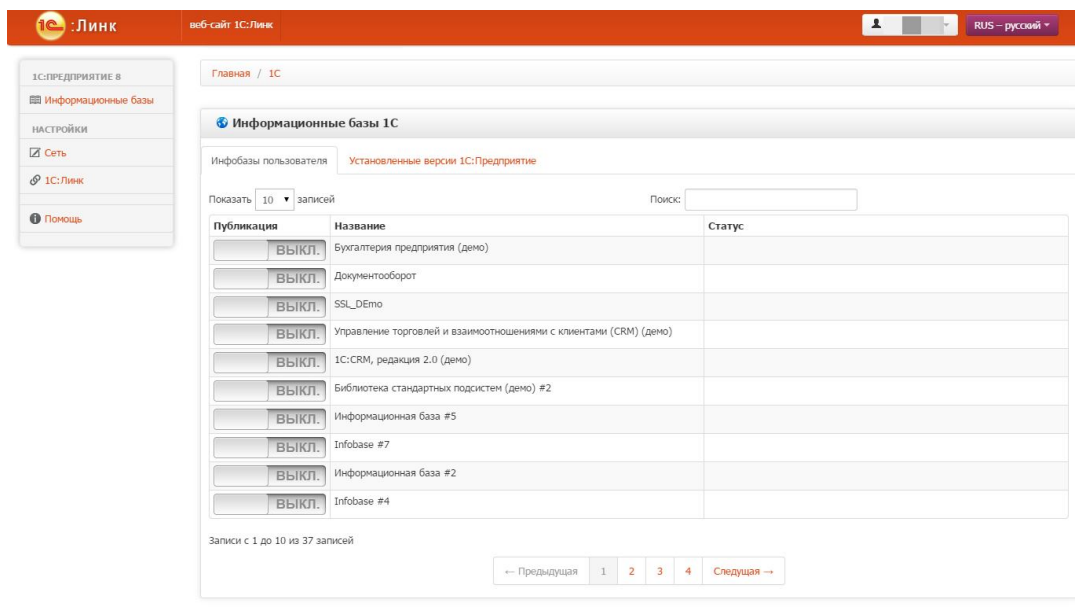 1С :Линк
веб-сайт 1С:Линк
RUS – русский
1С:ПРЕДПРИЯТИЕ 8
Информационные базы
НАСТРОЙКИ
Сеть
1С:Линк
Помощь
Главная / 1С
Информационные базы 1С
Инфобазы пользователя Установленные версии 1С:Предприятие
Показать 10 записей Поиск:
Публикация Название Статус
ВЫКЛ. Бухгалтерия предприятия (демо)
ВЫКЛ. Документооборот
ВЫКЛ. SSL_DEmo
ВЫКЛ. Управление торговлей и взаимоотношениями с клиентами (CRM) (демо)
ВЫКЛ. 1С:CRM, редакция 2.0 (демо)
ВЫКЛ. Библиотека стандартных подсистем (демо) #2
ВЫКЛ. Информационная база #5
ВЫКЛ. Infobase #7
ВЫКЛ. Информационная база #2
ВЫКЛ. Infobase #4
Записи с 1 до 10 из 37 записей
← Предыдущая 1 2 3 4 Следущая →